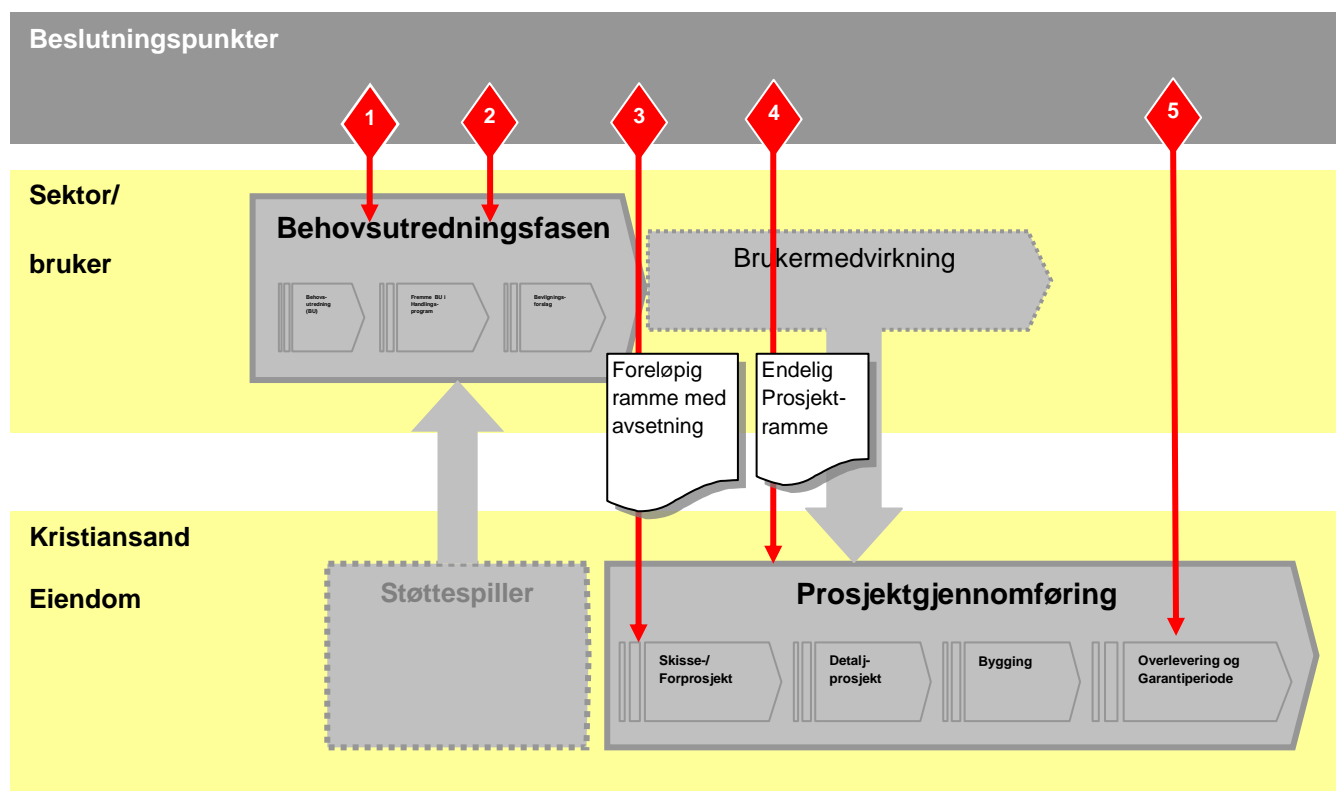 Beslutningspunkter
1
2
3
4
5
Sektor/
bruker
Behovsutredningsfasen
Behovs-
utredning
(BU)
Fremme BU i
Handlings-
program
Bevilgnings-
forslag
Brukermedvirkning
Foreløpig
ramme med
avsetning
Endelig
Prosjekt-
ramme
Kristiansand
Eiendom
Støttespiller
Prosjektgjennomføring
Skisse-/
Forprosjekt
Detalj-
prosjekt
Bygging
Overlevering og
Garantiperiode